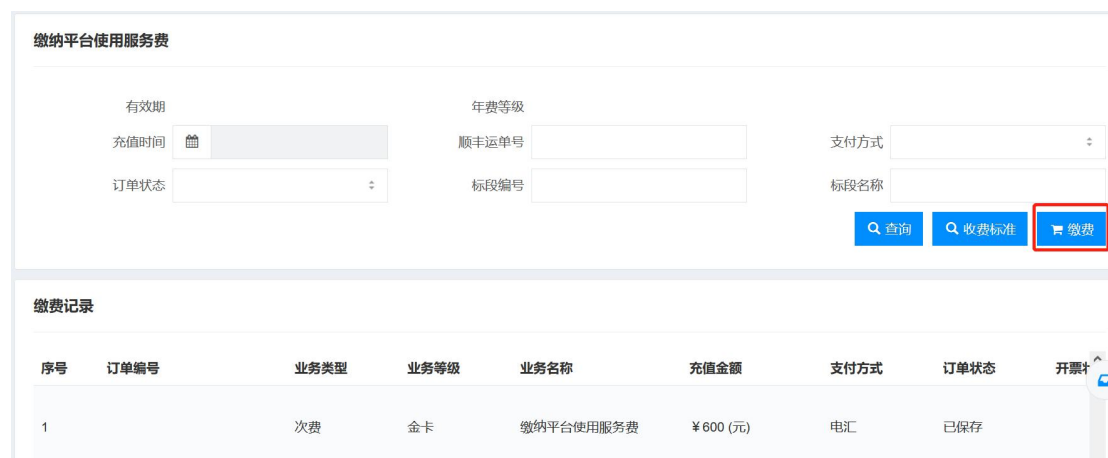 缴纳平台使用服务费
有效期 年费等级
充值时间 顺丰运单号 支付方式
订单状态 标段编号 标段名称
查询 收费标准 缴费
缴费记录
序号 订单编号 业务类型 业务等级 业务名称 充值金额 支付方式 订单状态 开票
1 次费 金卡 缴纳平台使用服务费 ¥600 (元) 电汇 已保存